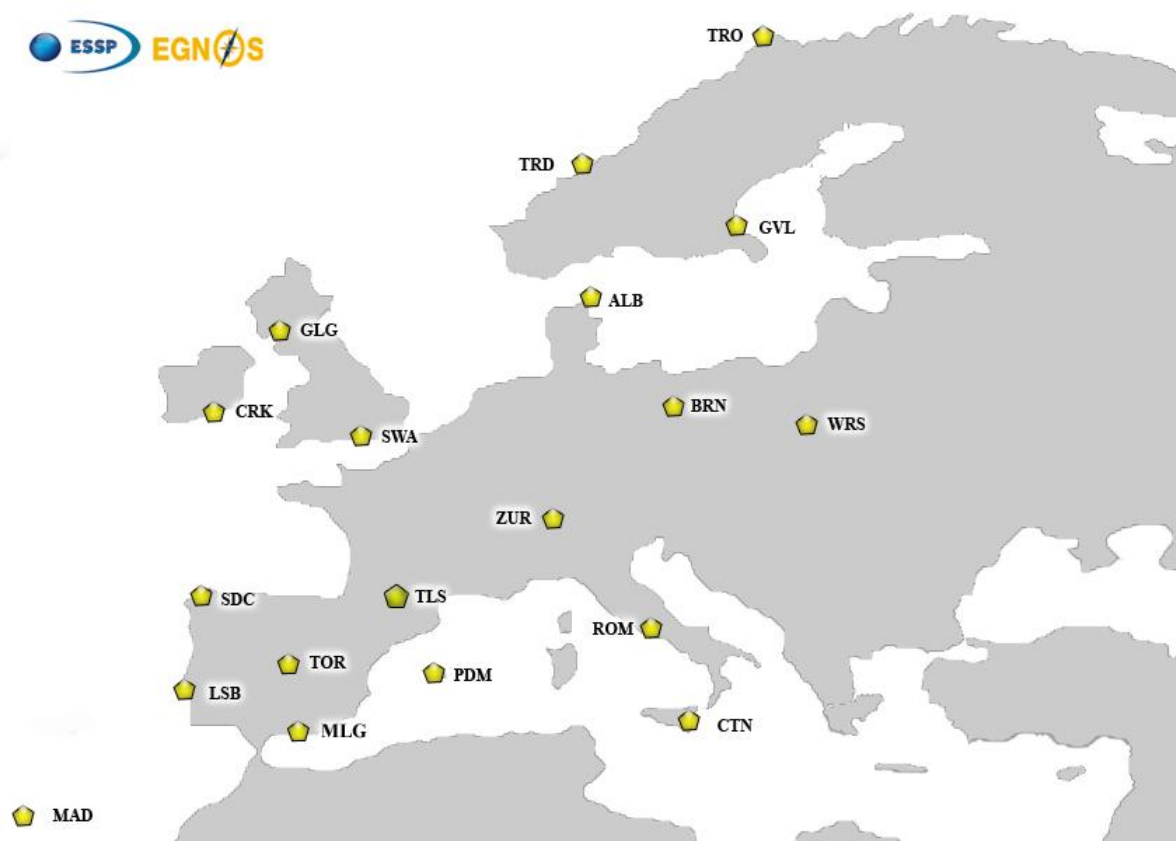 ESSP EGNOS
TRO
TRD
GVL
ALB
GLG
BRN
CRK
WRS
SWA
ZUR
SDC
TLS
ROM
TOR
PDM
LSB
CTN
MLG
MAD